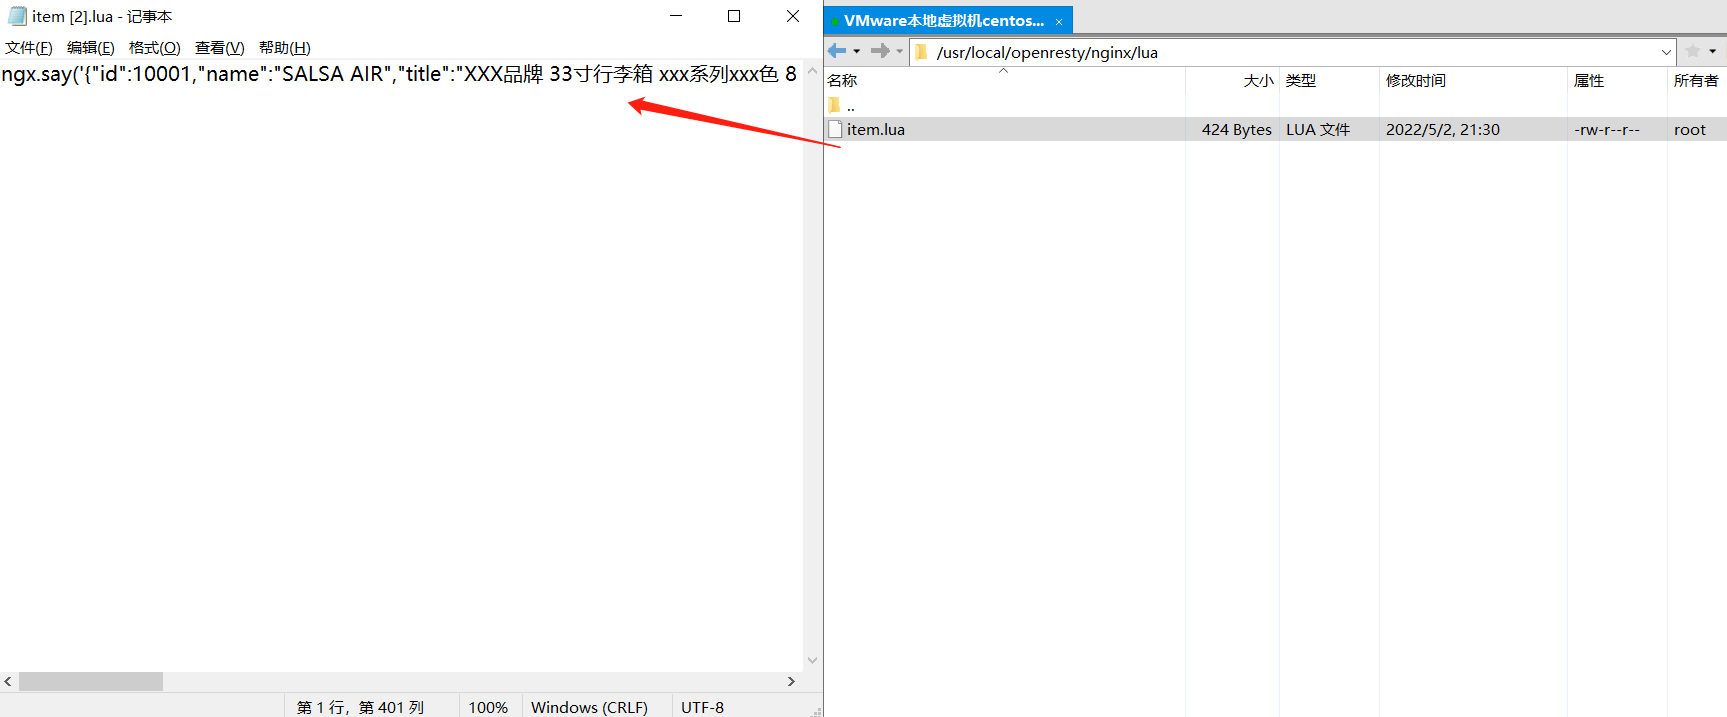 item [2].lua - 记事本
文件(F) 编辑(E) 格式(O) 查看(V) 帮助(H)
ngx.say('{"id":10001,"name":"SALSA AIR","title":"XXX品牌 33寸行李箱 xxx系列xxx色 8
第 1 行，第 401 列 100% Windows (CRLF) UTF-8
VMware本地虚拟机centos... ×
/usr/local/openresty/nginx/lua
名称 大小 类型 修改时间 属性 所有者
..
item.lua 424 Bytes LUA 文件 2022/5/2, 21:30 -rw-r--r-- root